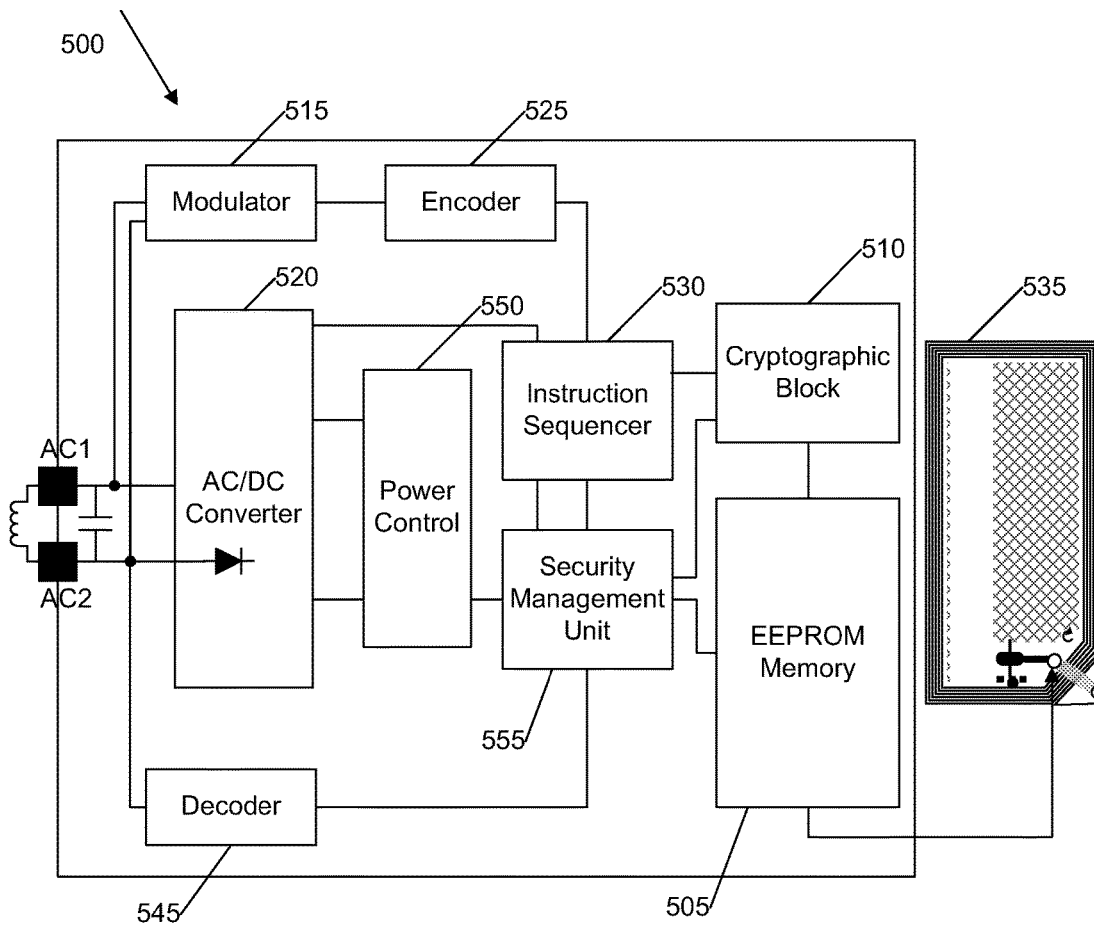 500
515
525
Modulator
Encoder
520
550
530
510
535
Cryptographic
Block
Instruction
Sequencer
AC1
AC/DC
Converter
Power
Control
AC2
Security
Management
Unit
EEPROM
Memory
555
Decoder
545
505